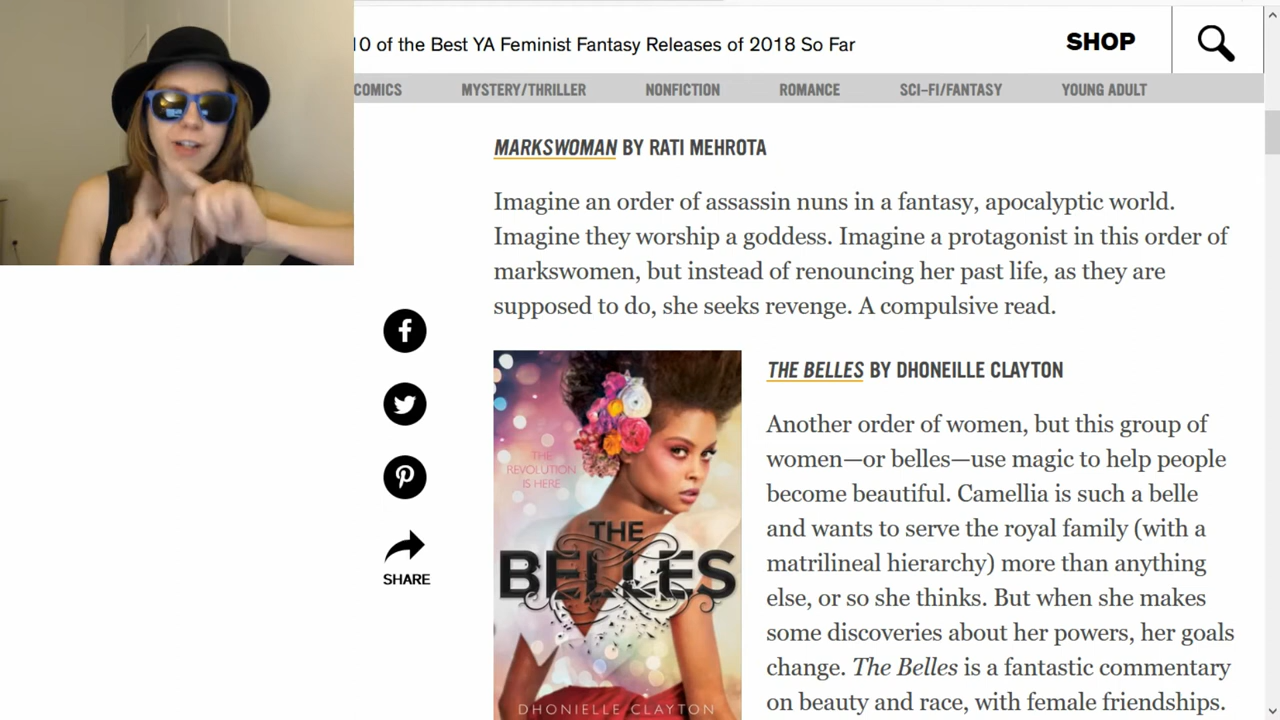 10 of the Best YA Feminist Fantasy Releases of 2018 So Far
SHOP
COMICS
MYSTERY/THRILLER
NONFICTION
ROMANCE
SCI-FI/FANTASY
YOUNG ADULT
MARKSWOMAN BY RATI MEHROTA
Imagine an order of assassin nuns in a fantasy, apocalyptic world.
Imagine they worship a goddess. Imagine a protagonist in this order of
markswomen, but instead of renouncing her past life, as they are
supposed to do, she seeks revenge. A compulsive read.
SHARE
THE
REVOLUTION
IS HERE
THE
BELLES
DHONIELLE CLAYTON
THE BELLES BY DHONEILLE CLAYTON
Another order of women, but this group of
women—or belles—use magic to help people
become beautiful. Camellia is such a belle
and wants to serve the royal family (with a
matrilineal hierarchy) more than anything
else, or so she thinks. But when she makes
some discoveries about her powers, her goals
change. The Belles is a fantastic commentary
on beauty and race, with female friendships.